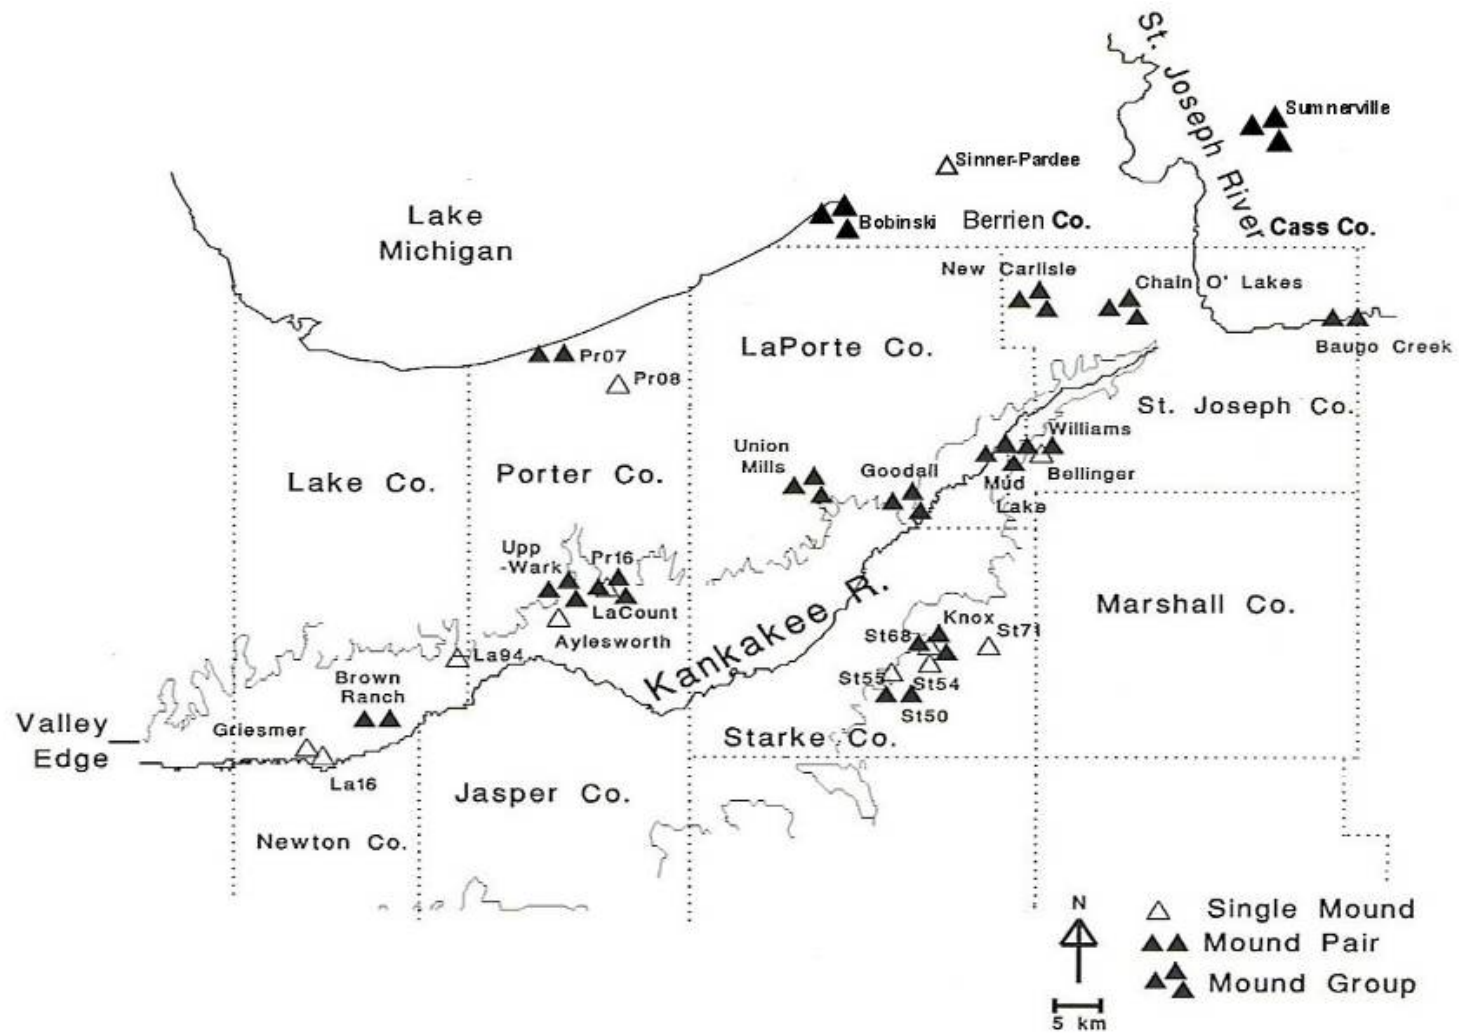 St. Joseph River
Sumnerville
Sinner-Pardee
Lake
Michigan
Bobinski
Berrien Co.
Cass Co.
New Carlisle
Chain O' Lakes
LaPorte Co.
Baugo Creek
Pr07
Pr08
St. Joseph Co.
Williams
Union
Mills
Goodall
Bellinger
Mud
Lake
Lake Co.
Porter Co.
Upp
-Wark
Pr16
LaCount
Aylesworth
Kankakee R.
Marshall Co.
Knox
St68
St71
La94
St55
St54
St50
Brown
Ranch
Valley
Edge
Griesmer
La16
Starke Co.
Jasper Co.
Newton Co.
N
5 km
Single Mound
Mound Pair
Mound Group